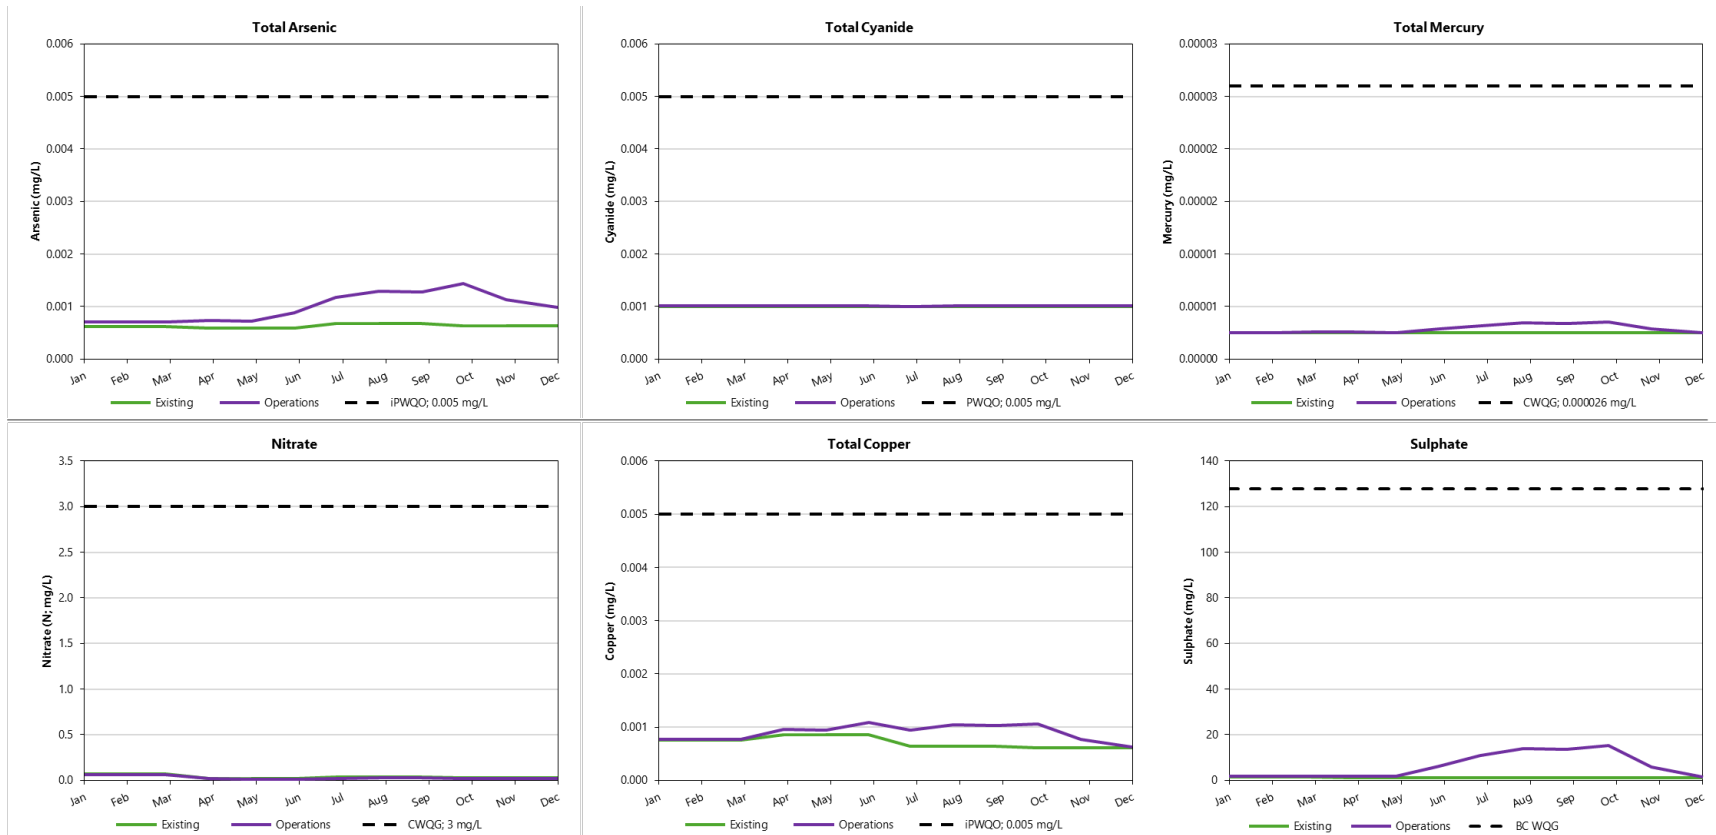 Total Arsenic
0.006
0.005
0.004
0.003
0.002
0.001
0.000
Arsenic (mg/L)
Jan Feb Mar Apr May Jun Jul Aug Sep Oct Nov Dec
Existing Operations iPWQO; 0.005 mg/L
Total Cyanide
0.006
0.005
0.004
0.003
0.002
0.001
0.000
Cyanide (mg/L)
Jan Feb Mar Apr May Jun Jul Aug Sep Oct Nov Dec
Existing Operations PWQO; 0.005 mg/L
Total Mercury
0.00003
0.00003
0.00002
0.00002
0.00001
0.00001
0.00000
Mercury (mg/L)
Jan Feb Mar Apr May Jun Jul Aug Sep Oct Nov Dec
Existing Operations CWQG; 0.000026 mg/L
Nitrate
3.5
3.0
2.5
2.0
1.5
1.0
0.5
0.0
Nitrate (N; mg/L)
Jan Feb Mar Apr May Jun Jul Aug Sep Oct Nov Dec
Existing Operations CWQG; 3 mg/L
Total Copper
0.006
0.005
0.004
0.003
0.002
0.001
0.000
Copper (mg/L)
Jan Feb Mar Apr May Jun Jul Aug Sep Oct Nov Dec
Existing Operations iPWQO; 0.005 mg/L
Sulphate
140
120
100
80
60
40
20
0
Sulphate (mg/L)
Jan Feb Mar Apr May Jun Jul Aug Sep Oct Nov Dec
Existing Operations BC WQG